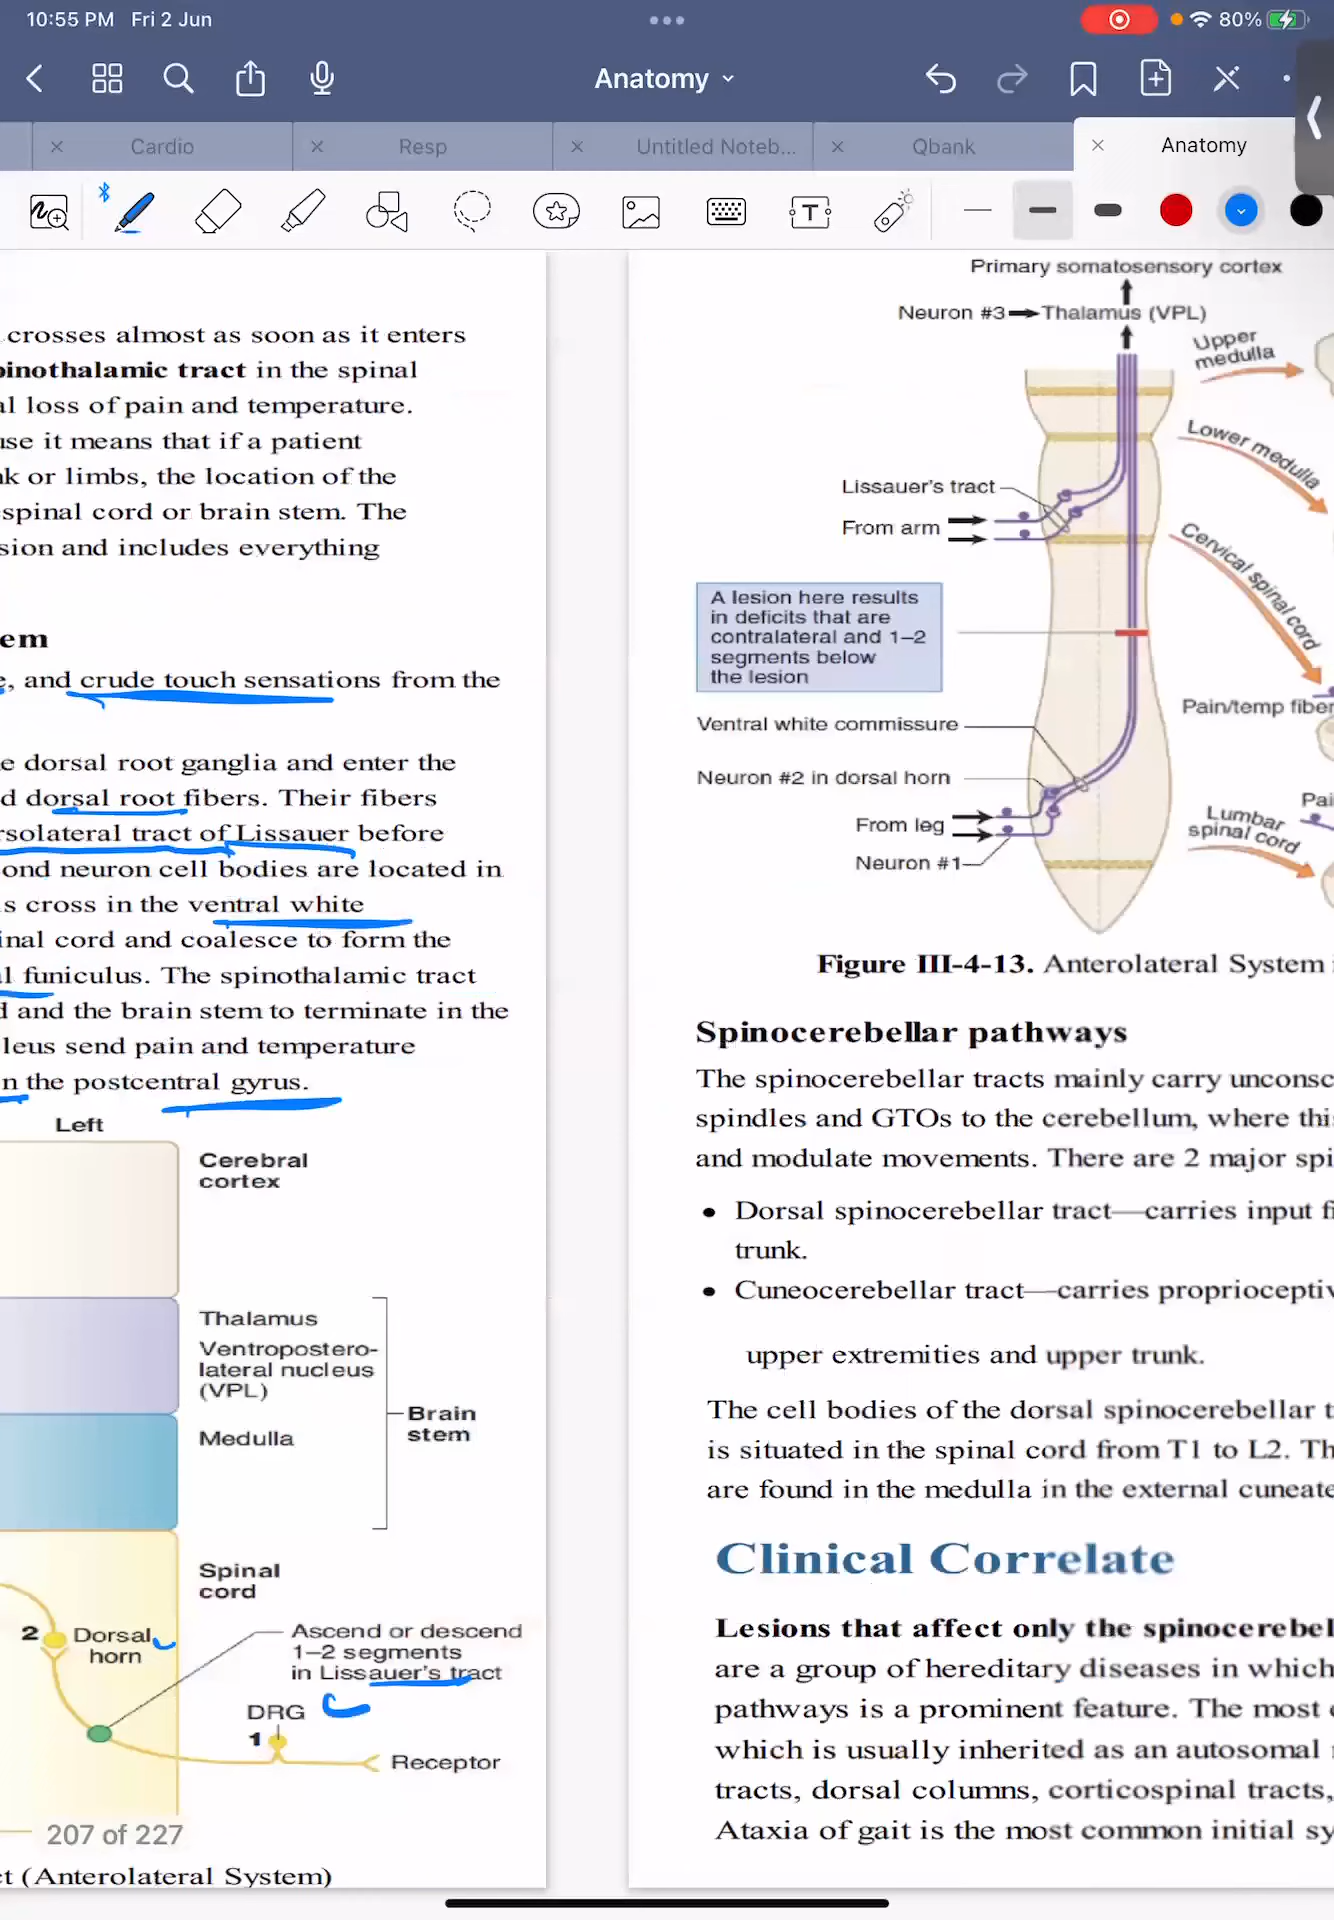 10:55 PM Fri 2 Jun
80%
Anatomy
Cardio
Resp
Untitled Noteb...
Qbank
Anatomy
crosses almost as soon as it enters
pinothalamic tract in the spinal
al loss of pain and temperature.
use it means that if a patient
nk or limbs, the location of the
spinal cord or brain stem. The
sion and includes everything
em
e, and crude touch sensations from the
e dorsal root ganglia and enter the
d dorsal root fibers. Their fibers
rsolateral tract of Lissauer before
ond neuron cell bodies are located in
s cross in the ventral white
inal cord and coalesce to form the
al funiculus. The spinothalamic tract
d and the brain stem to terminate in the
leus send pain and temperature
n the postcentral gyrus.
Left
Cerebral
cortex
Thalamus
Ventropostero-
lateral nucleus
(VPL)
Brain
stem
Medulla
Spinal
cord
2 Dorsal
horn
Ascend or descend
1–2 segments
in Lissauer's tract
DRG
1
Receptor
207 of 227
ct (Anterolateral System)
Primary somatosensory cortex
Neuron #3 Thalamus (VPL)
Upper
medulla
Lower medulla
Lissauer's tract
From arm
Cervical spinal cord
A lesion here results
in deficits that are
contralateral and 1–2
segments below
the lesion
Pain/temp fiber
Ventral white commissure
Neuron #2 in dorsal horn
Pai
From leg
Lumbar
spinal cord
Neuron #1
Figure III-4-13. Anterolateral System i
Spinocerebellar pathways
The spinocerebellar tracts mainly carry unconsc
spindles and GTOs to the cerebellum, where thi
and modulate movements. There are 2 major spi
• Dorsal spinocerebellar tract—carries input f
trunk.
• Cuneocerebellar tract—carries proprioceptiv
upper extremities and upper trunk.
The cell bodies of the dorsal spinocerebellar t
is situated in the spinal cord from T1 to L2. Th
are found in the medulla in the external cuneate
Clinical Correlate
Lesions that affect only the spinocerebel
are a group of hereditary diseases in which
pathways is a prominent feature. The most c
which is usually inherited as an autosomal
tracts, dorsal columns, corticospinal tracts,
Ataxia of gait is the most common initial sy